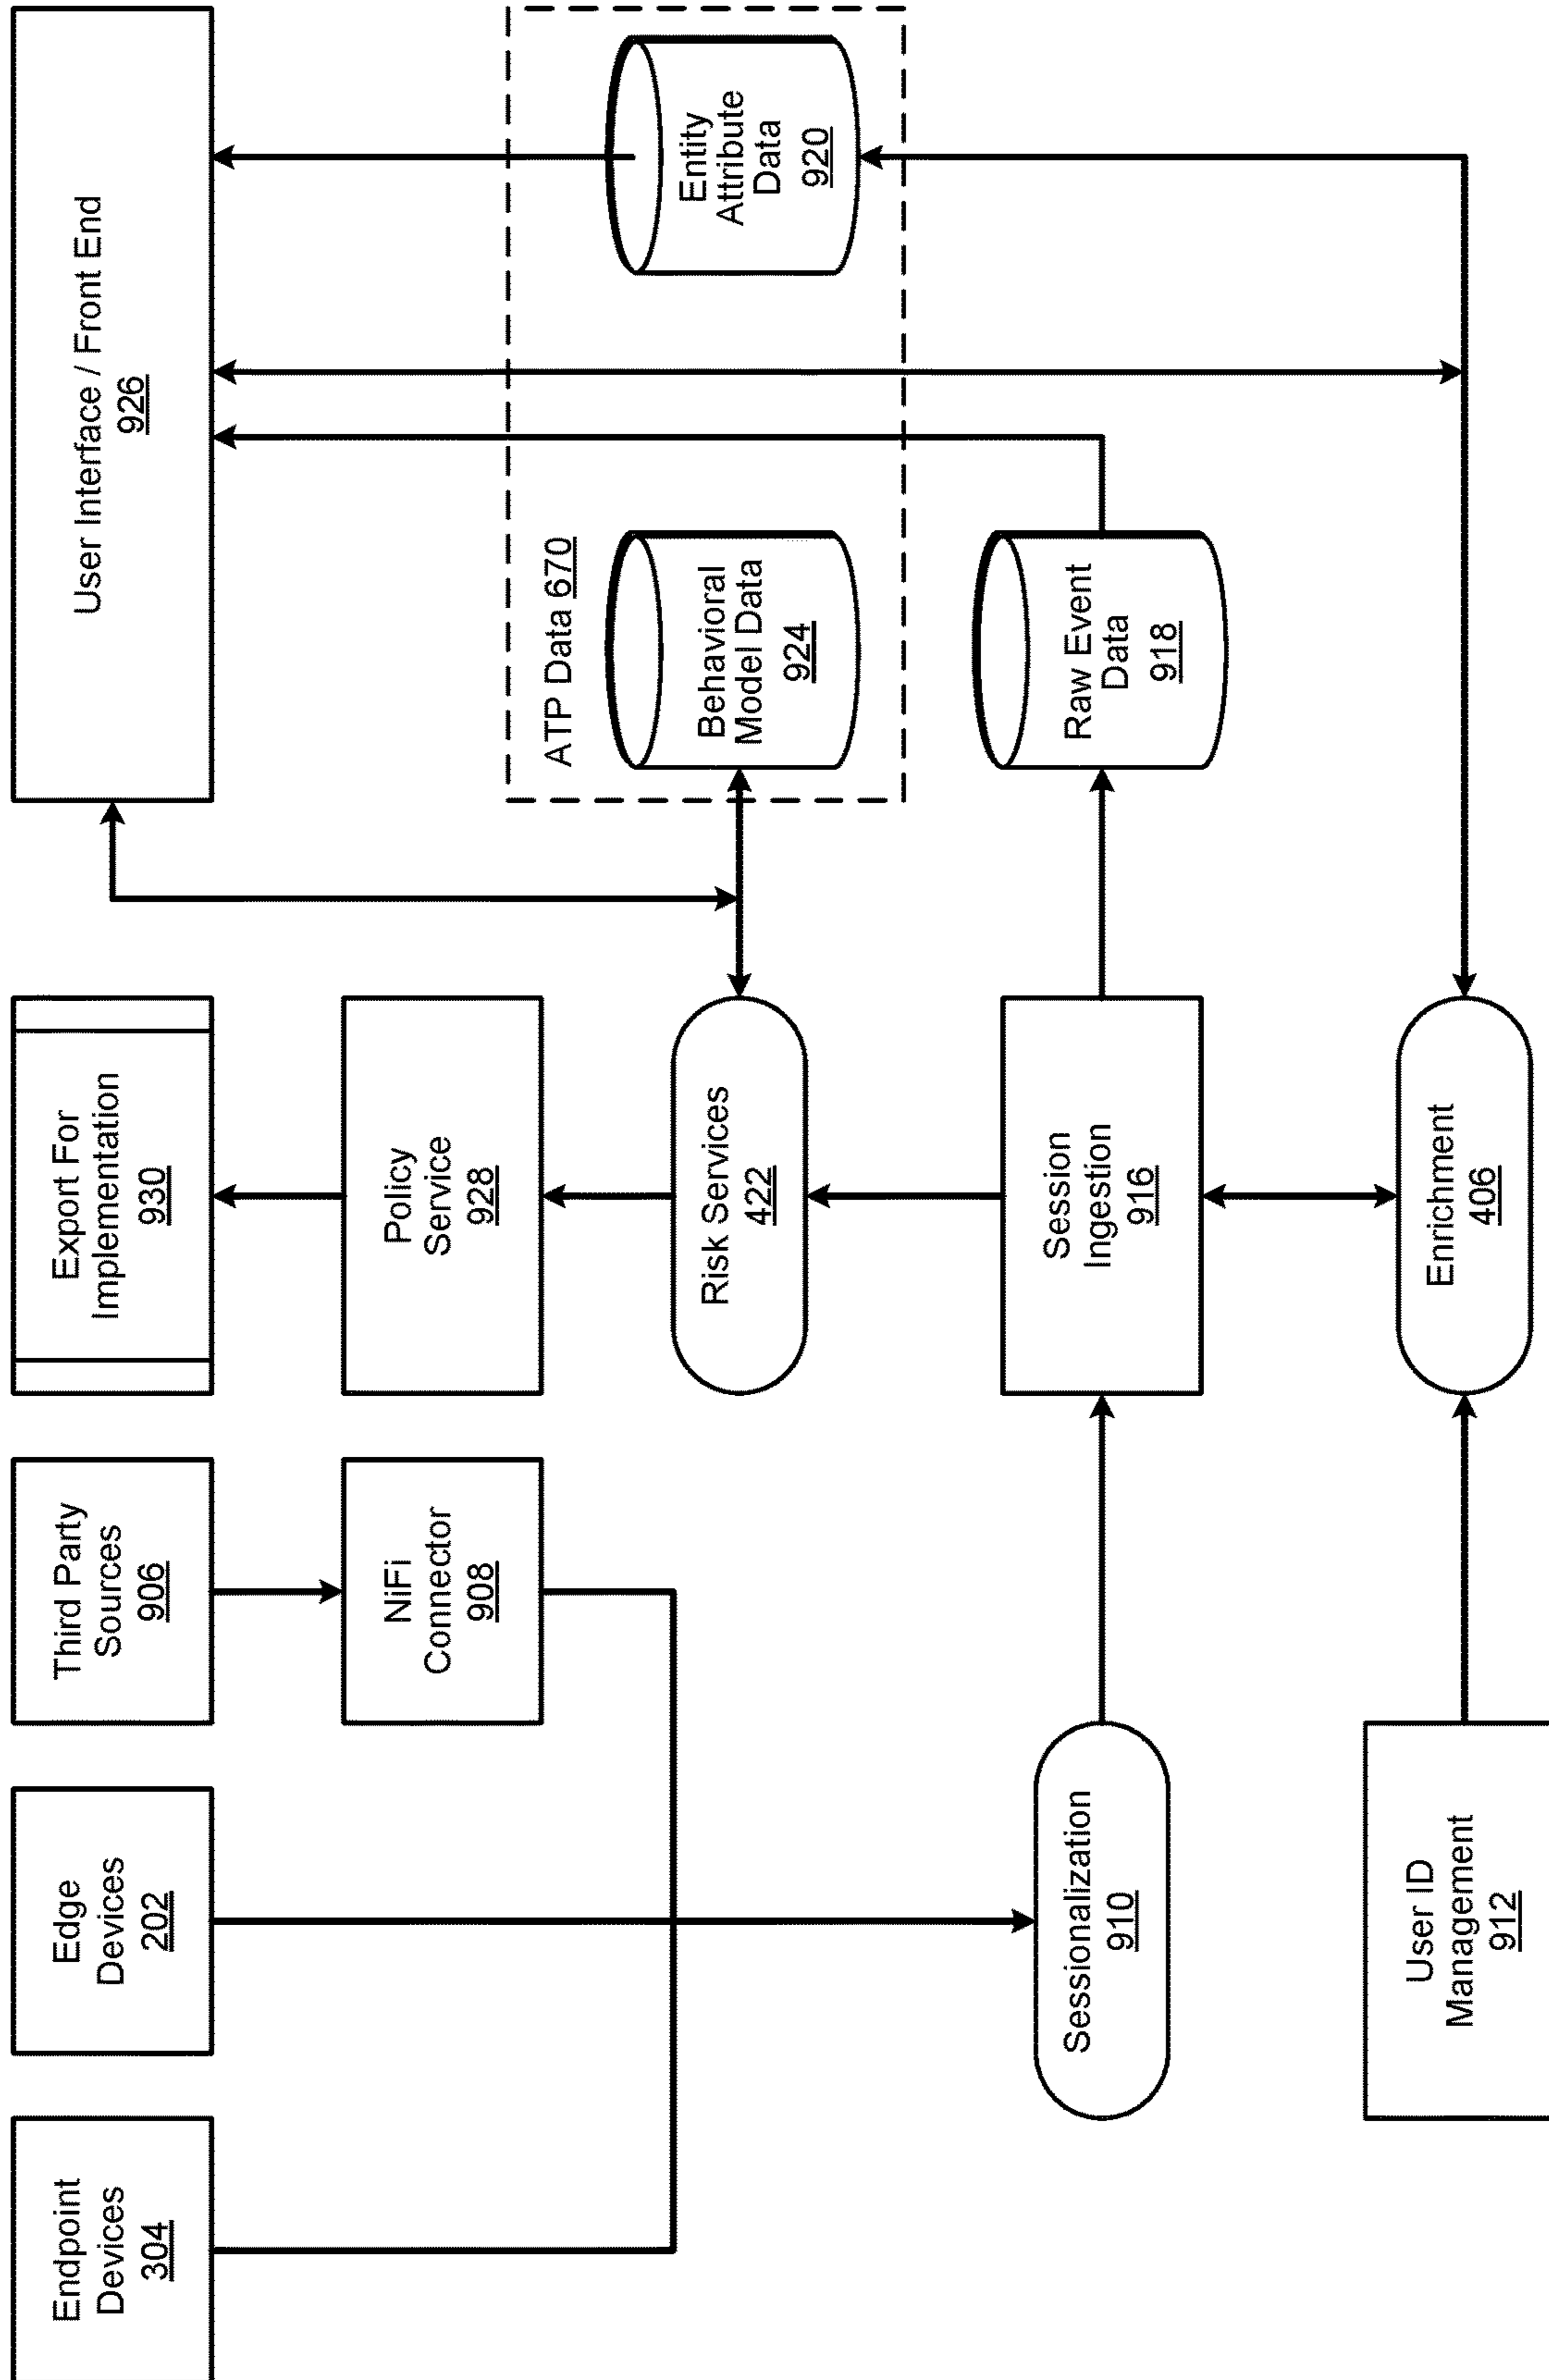 Endpoint
Devices
304
Edge
Devices
202
Third Party
Sources
906
Export For
Implementation
930
User Interface / Front End
926
NiFi
Connector
908
Policy
Service
928
ATP Data 670
Risk Services
422
Behavioral
Model Data
924
Entity
Attribute
Data
920
Sessionalization
910
Session
Ingestion
916
Raw Event
Data
918
User ID
Management
912
Enrichment
406